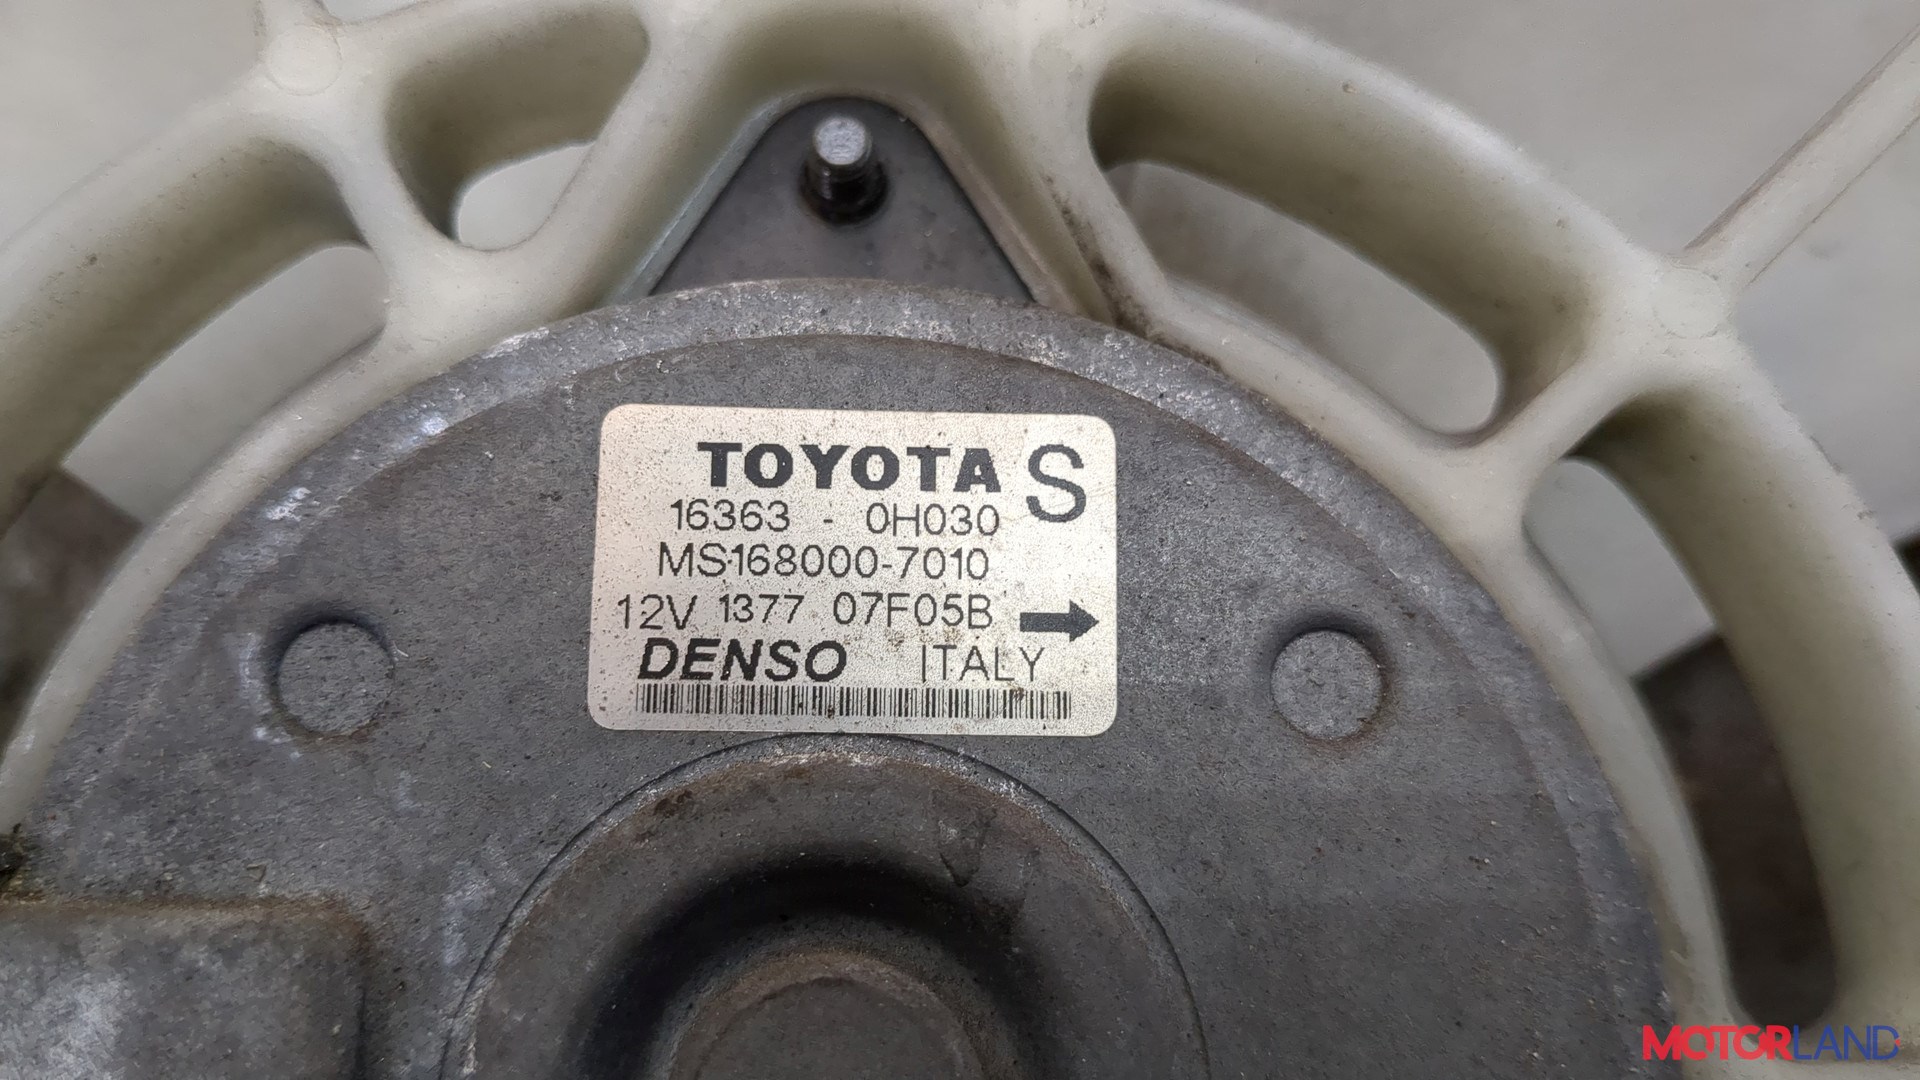 TOYOTA S
16363 - 0H030
MS168000-7010
12V 1377 07F05B
DENSO ITALY
MOTORLAND